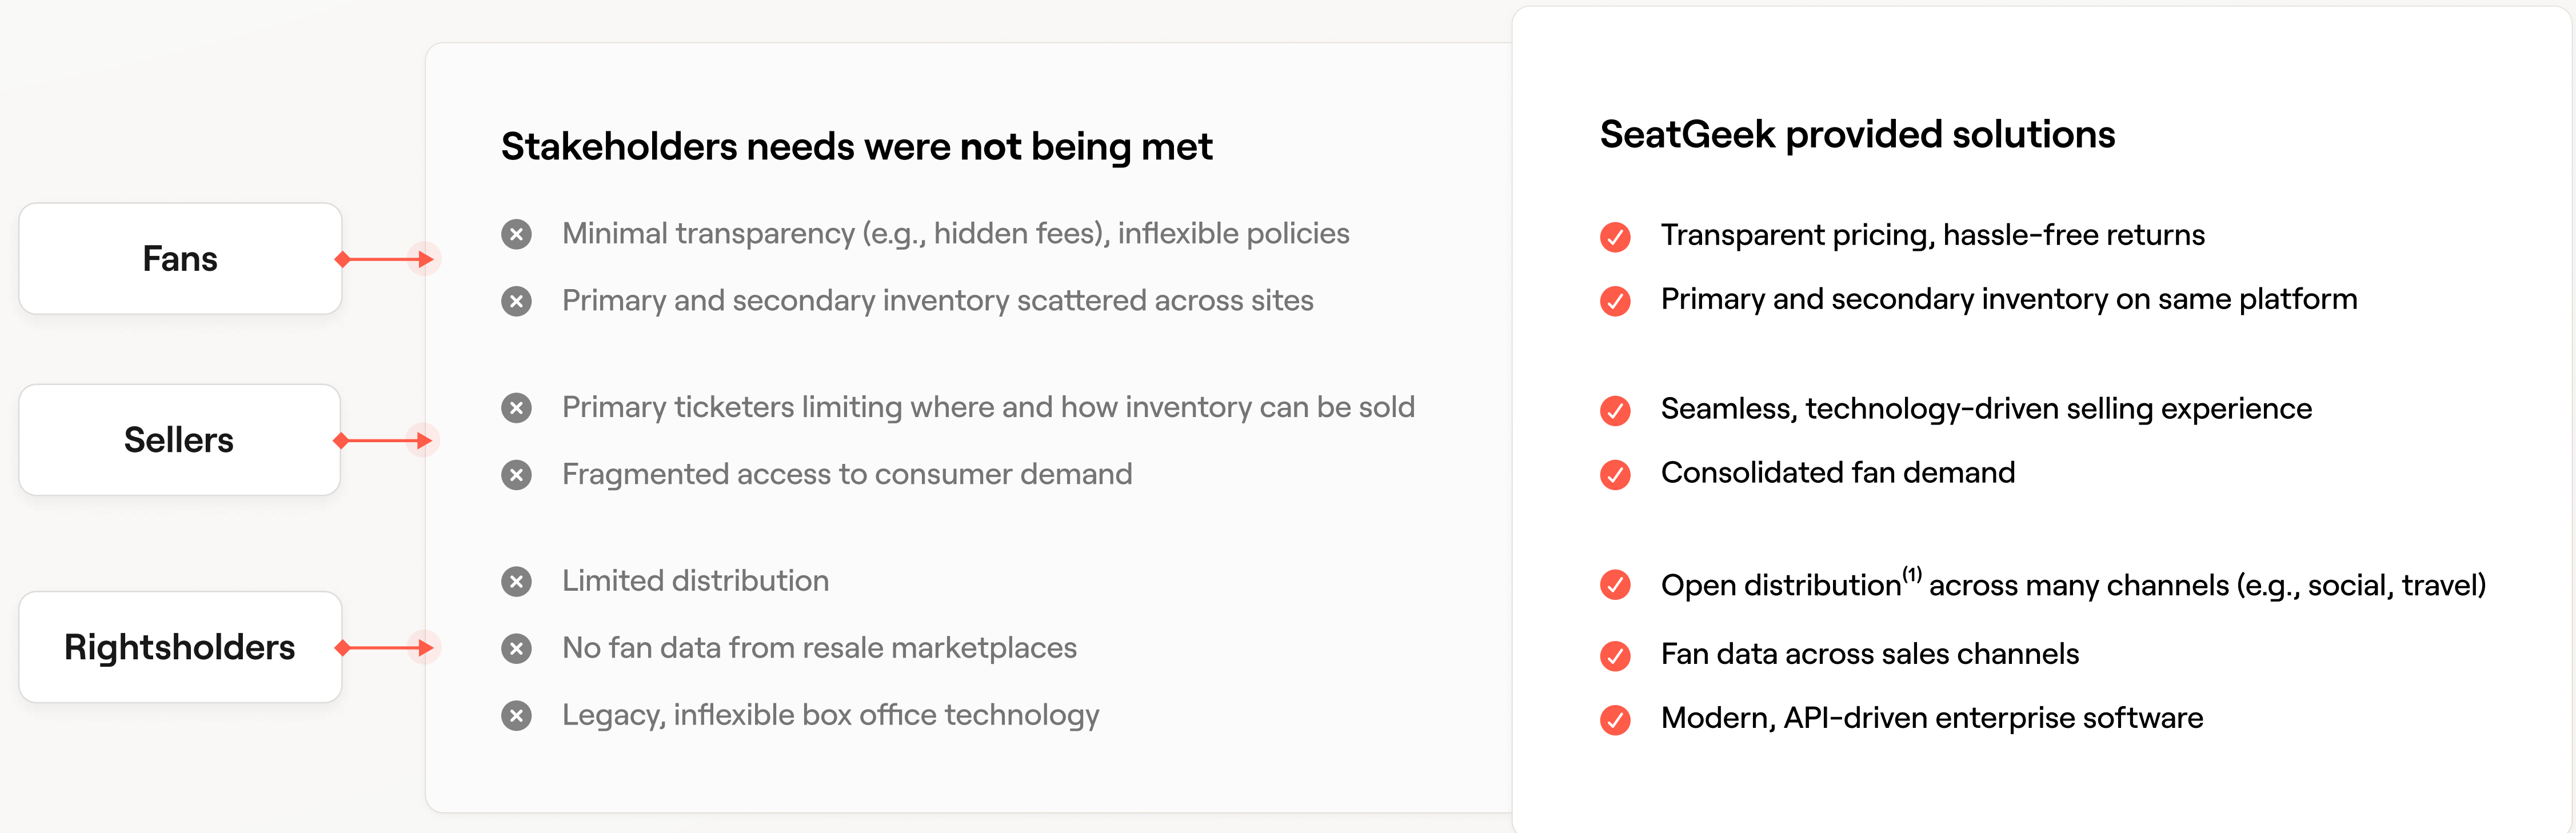 Stakeholders needs were not being met
SeatGeek provided solutions
Fans
Minimal transparency (e.g., hidden fees), inflexible policies
Transparent pricing, hassle-free returns
Primary and secondary inventory scattered across sites
Primary and secondary inventory on same platform
Sellers
Primary ticketers limiting where and how inventory can be sold
Seamless, technology-driven selling experience
Fragmented access to consumer demand
Consolidated fan demand
Rightsholders
Limited distribution
Open distribution(1) across many channels (e.g., social, travel)
No fan data from resale marketplaces
Fan data across sales channels
Legacy, inflexible box office technology
Modern, API-driven enterprise software